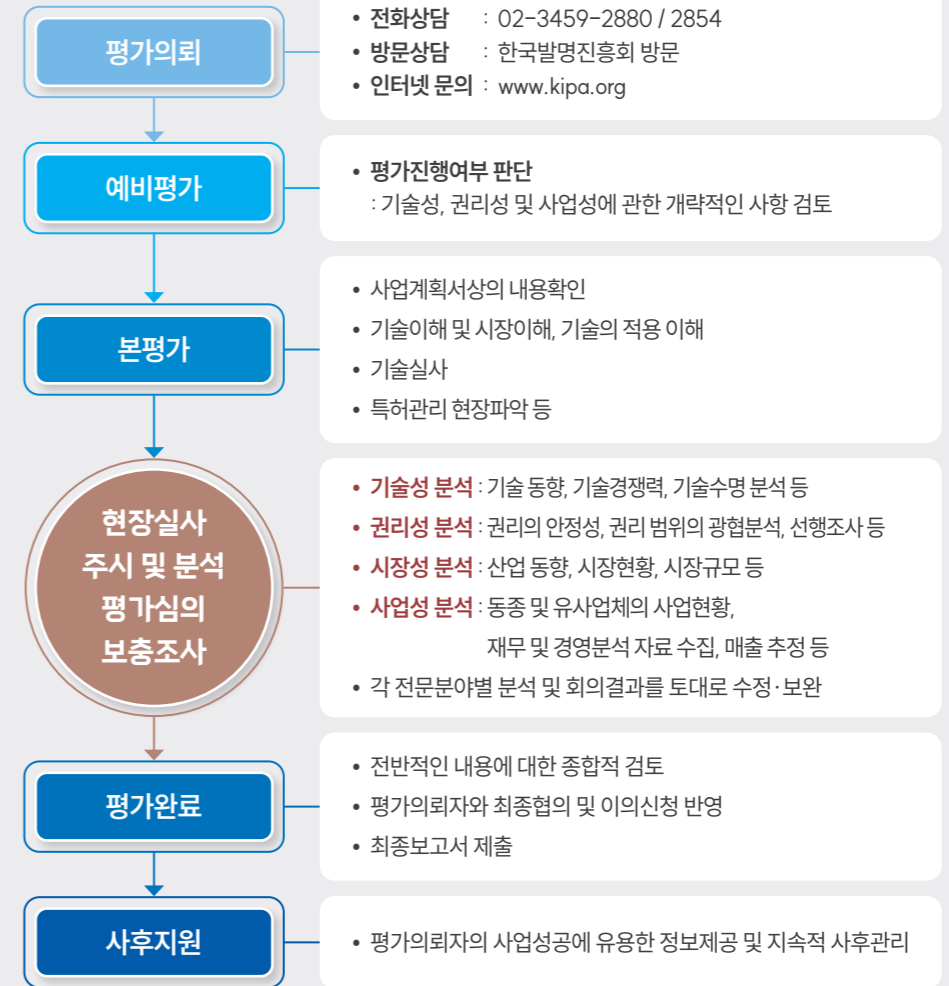 평가의뢰
• 전화상담 : 02-3459-2880 / 2854
• 방문상담 : 한국발명진흥회 방문
• 인터넷 문의 : www.kipa.org
예비평가
• 평가진행여부 판단
: 기술성, 권리성 및 사업성에 관한 개략적인 사항 검토
본평가
• 사업계획서상의 내용확인
• 기술이해 및 시장이해, 기술의 적용 이해
• 기술실사
• 특허관리 현장파악 등
현장실사
주시 및 분석
평가심의
보충조사
• 기술성 분석 : 기술 동향, 기술경쟁력, 기술수명 분석 등
• 권리성 분석 : 권리의 안정성, 권리 범위의 광협분석, 선행조사 등
• 시장성 분석 : 산업 동향, 시장현황, 시장규모 등
• 사업성 분석 : 동종 및 유사업체의 사업현황,
재무 및 경영분석 자료 수집, 매출 추정 등
• 각 전문분야별 분석 및 회의결과를 토대로 수정·보완
평가완료
• 전반적인 내용에 대한 종합적 검토
• 평가의뢰자와 최종협의 및 이의신청 반영
• 최종보고서 제출
사후지원
• 평가의뢰자의 사업성공에 유용한 정보제공 및 지속적 사후관리